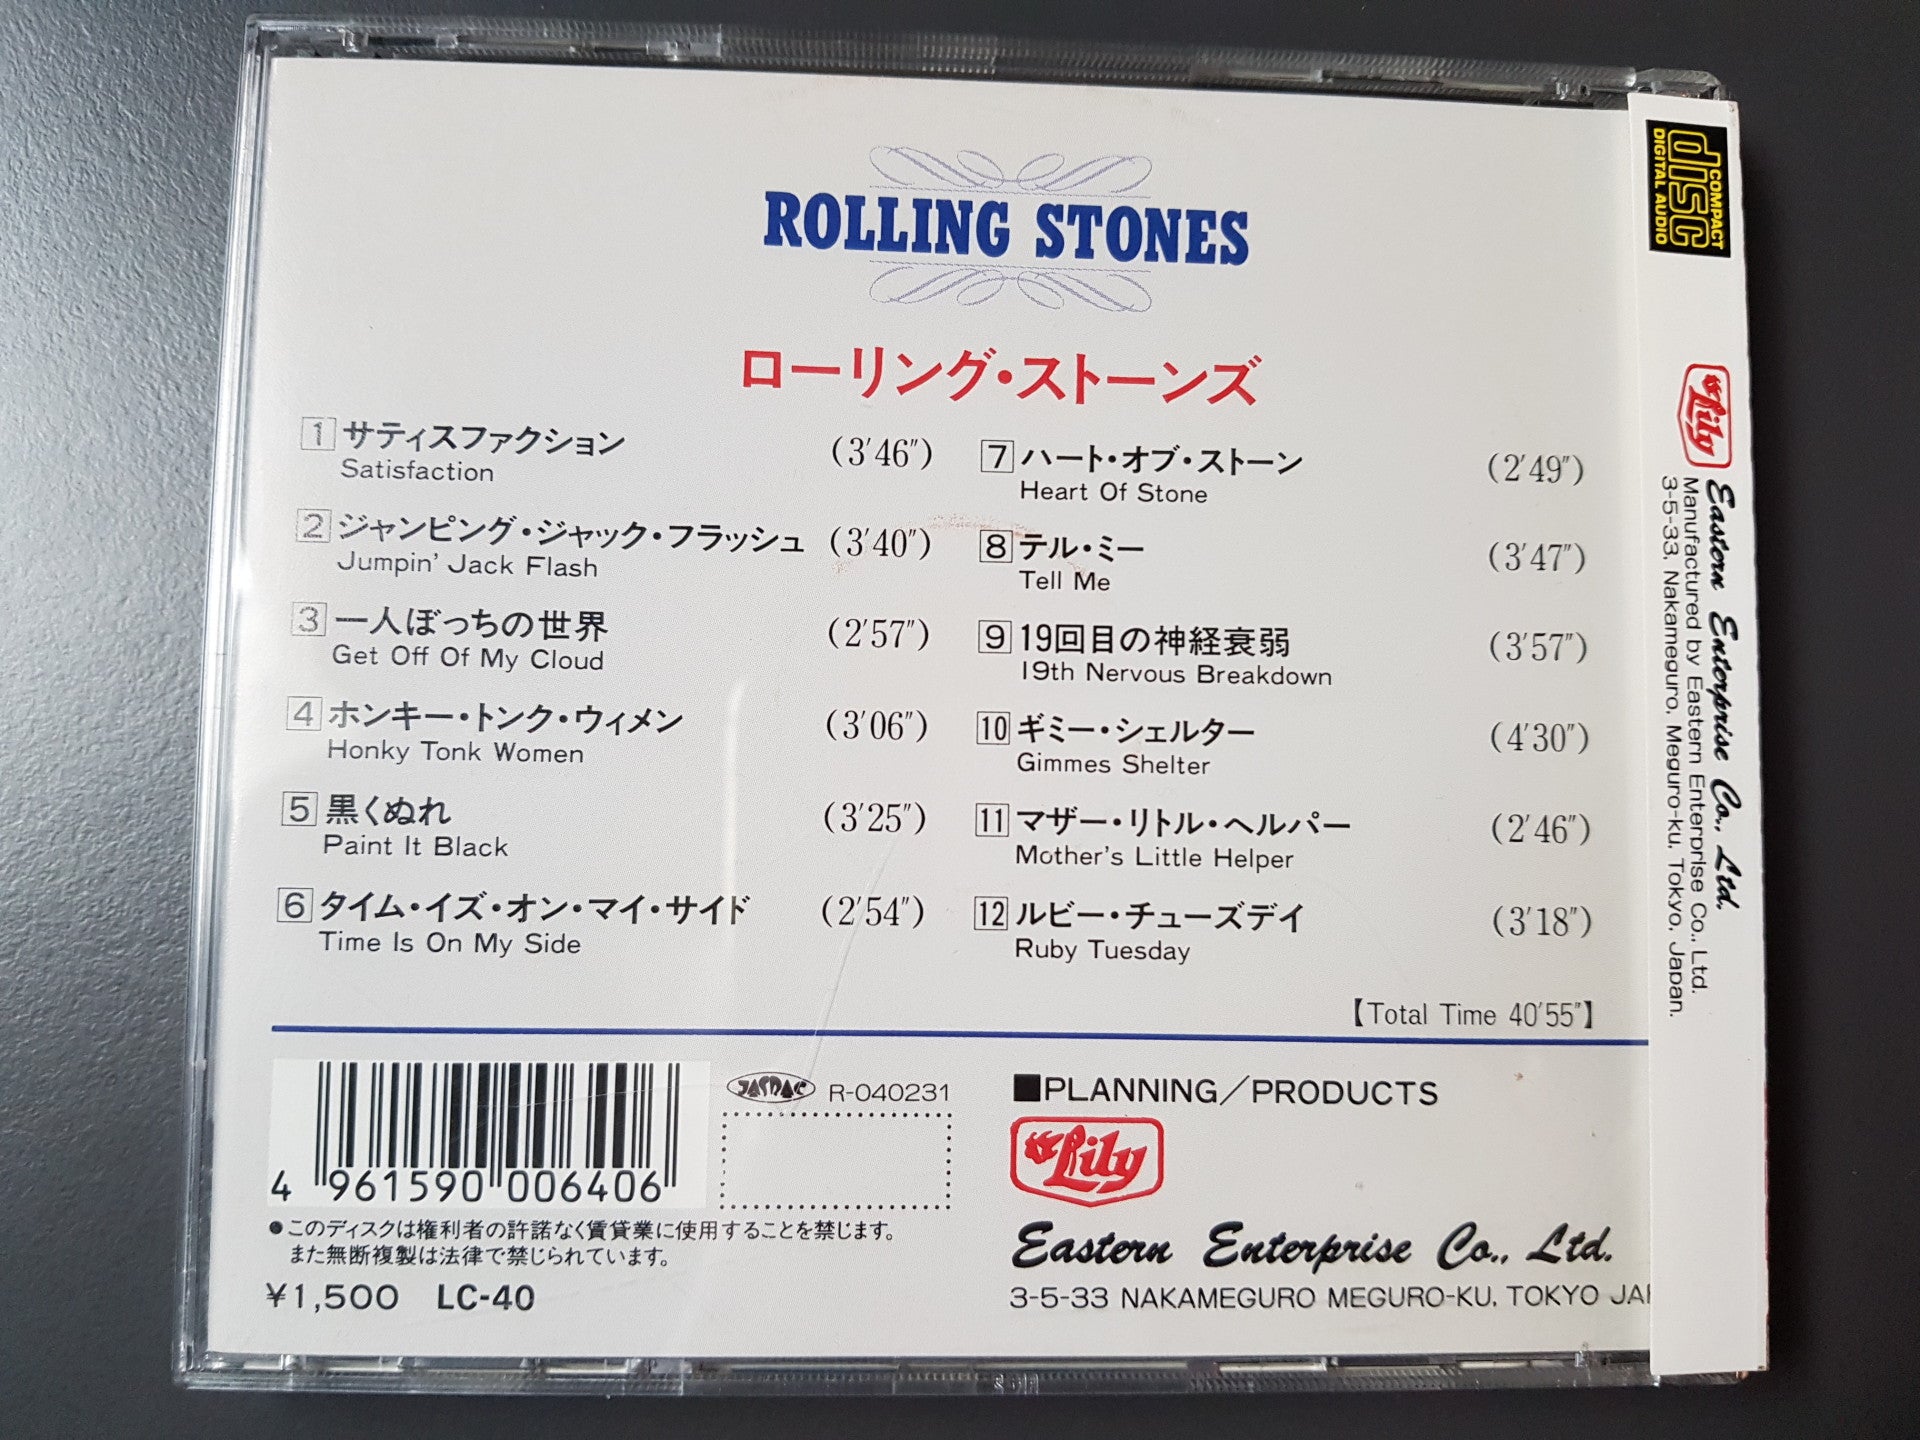 ROLLING STONES
ローリング・ストーンズ
1 サティスファクション (3'46")
Satisfaction
2 ジャンピング・ジャック・フラッシュ (3'40")
Jumpin' Jack Flash
3 一人ぼっちの世界 (2'57")
Get Off Of My Cloud
4 ホンキー・トンク・ウィメン (3'06")
Honky Tonk Women
5 黒くぬれ (3'25")
Paint It Black
6 タイム・イズ・オン・マイ・サイド (2'54")
Time Is On My Side
7 ハート・オブ・ストーン (2'49")
Heart Of Stone
8 テル・ミー (3'47")
Tell Me
9 19回目の神経衰弱 (3'57")
19th Nervous Breakdown
10 ギミー・シェルター (4'30")
Gimmes Shelter
11 マザー・リトル・ヘルパー (2'46")
Mother's Little Helper
12 ルビー・チューズデイ (3'18")
Ruby Tuesday
【Total Time 40'55"】
4 961590 006406
JASRAC R-040231
●このディスクは権利者の許諾なく賃貸業に使用することを禁じます。
また無断複製は法律で禁じられています。
¥1,500 LC-40
■PLANNING／PRODUCTS
Lily
Eastern Enterprise Co., Ltd.
3-5-33 NAKAMEGURO MEGURO-KU, TOKYO JA
COMPACT
disc
DIGITAL AUDIO
Lily
Eastern Enterprise Co., Ltd.
Manufactured by Eastern Enterprise Co., Ltd.
3-5-33, Nakameguro, Meguro-ku, Tokyo, Japan.